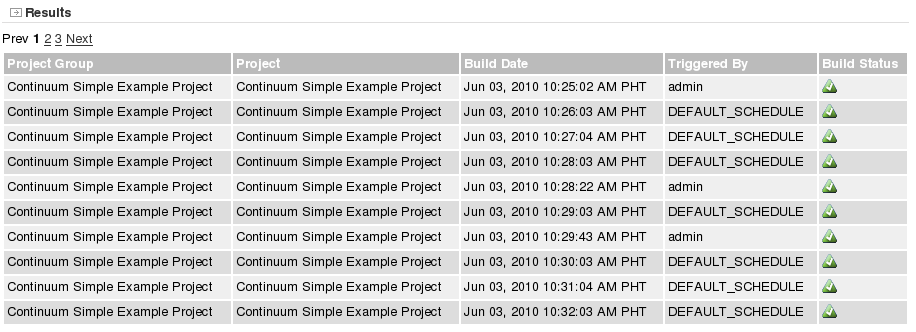 Results
Prev 1 2 3 Next
Project Group Project Build Date Triggered By Build Status
Continuum Simple Example Project Continuum Simple Example Project Jun 03, 2010 10:25:02 AM PHT admin
Continuum Simple Example Project Continuum Simple Example Project Jun 03, 2010 10:26:03 AM PHT DEFAULT_SCHEDULE
Continuum Simple Example Project Continuum Simple Example Project Jun 03, 2010 10:27:04 AM PHT DEFAULT_SCHEDULE
Continuum Simple Example Project Continuum Simple Example Project Jun 03, 2010 10:28:03 AM PHT DEFAULT_SCHEDULE
Continuum Simple Example Project Continuum Simple Example Project Jun 03, 2010 10:28:22 AM PHT admin
Continuum Simple Example Project Continuum Simple Example Project Jun 03, 2010 10:29:03 AM PHT DEFAULT_SCHEDULE
Continuum Simple Example Project Continuum Simple Example Project Jun 03, 2010 10:29:43 AM PHT admin
Continuum Simple Example Project Continuum Simple Example Project Jun 03, 2010 10:30:03 AM PHT DEFAULT_SCHEDULE
Continuum Simple Example Project Continuum Simple Example Project Jun 03, 2010 10:31:04 AM PHT DEFAULT_SCHEDULE
Continuum Simple Example Project Continuum Simple Example Project Jun 03, 2010 10:32:03 AM PHT DEFAULT_SCHEDULE